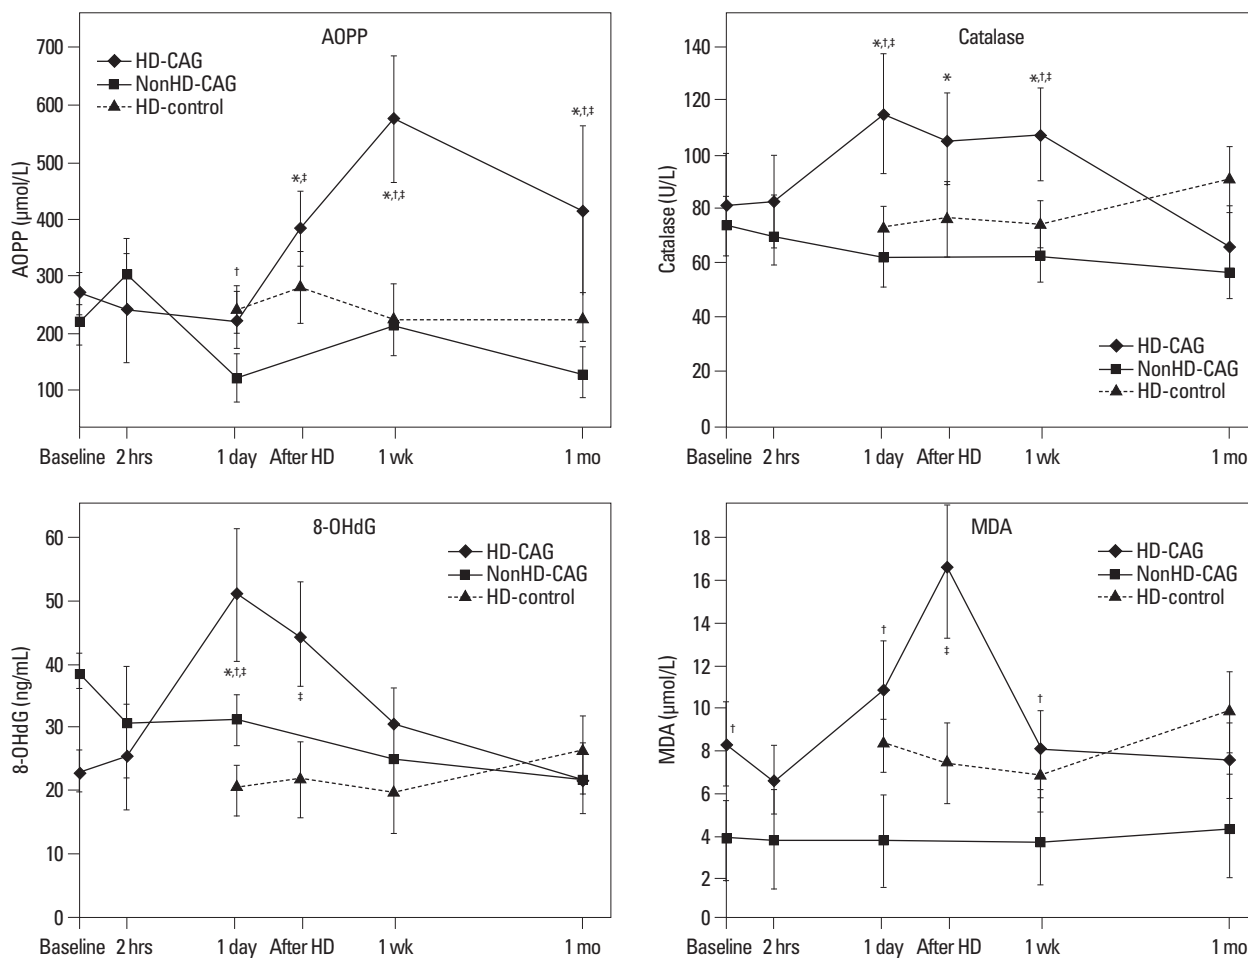 AOPP
HD-CAG
NonHD-CAG
HD-control
AOPP (μmol/L)
700
600
500
400
300
200
100
†
*,‡
*,†,‡
*,†,‡
Baseline 2 hrs 1 day After HD 1 wk 1 mo
Catalase
Catalase (U/L)
140
120
100
80
60
40
20
0
*,†,‡
*
*,†,‡
HD-CAG
NonHD-CAG
HD-control
Baseline 2 hrs 1 day After HD 1 wk 1 mo
8-OHdG
HD-CAG
NonHD-CAG
HD-control
8-OHdG (ng/mL)
60
50
40
30
20
10
0
*,†,‡
‡
Baseline 2 hrs 1 day After HD 1 wk 1 mo
MDA
HD-CAG
NonHD-CAG
HD-control
MDA (μmol/L)
18
16
14
12
10
8
6
4
2
0
†
†
‡
†
Baseline 2 hrs 1 day After HD 1 wk 1 mo